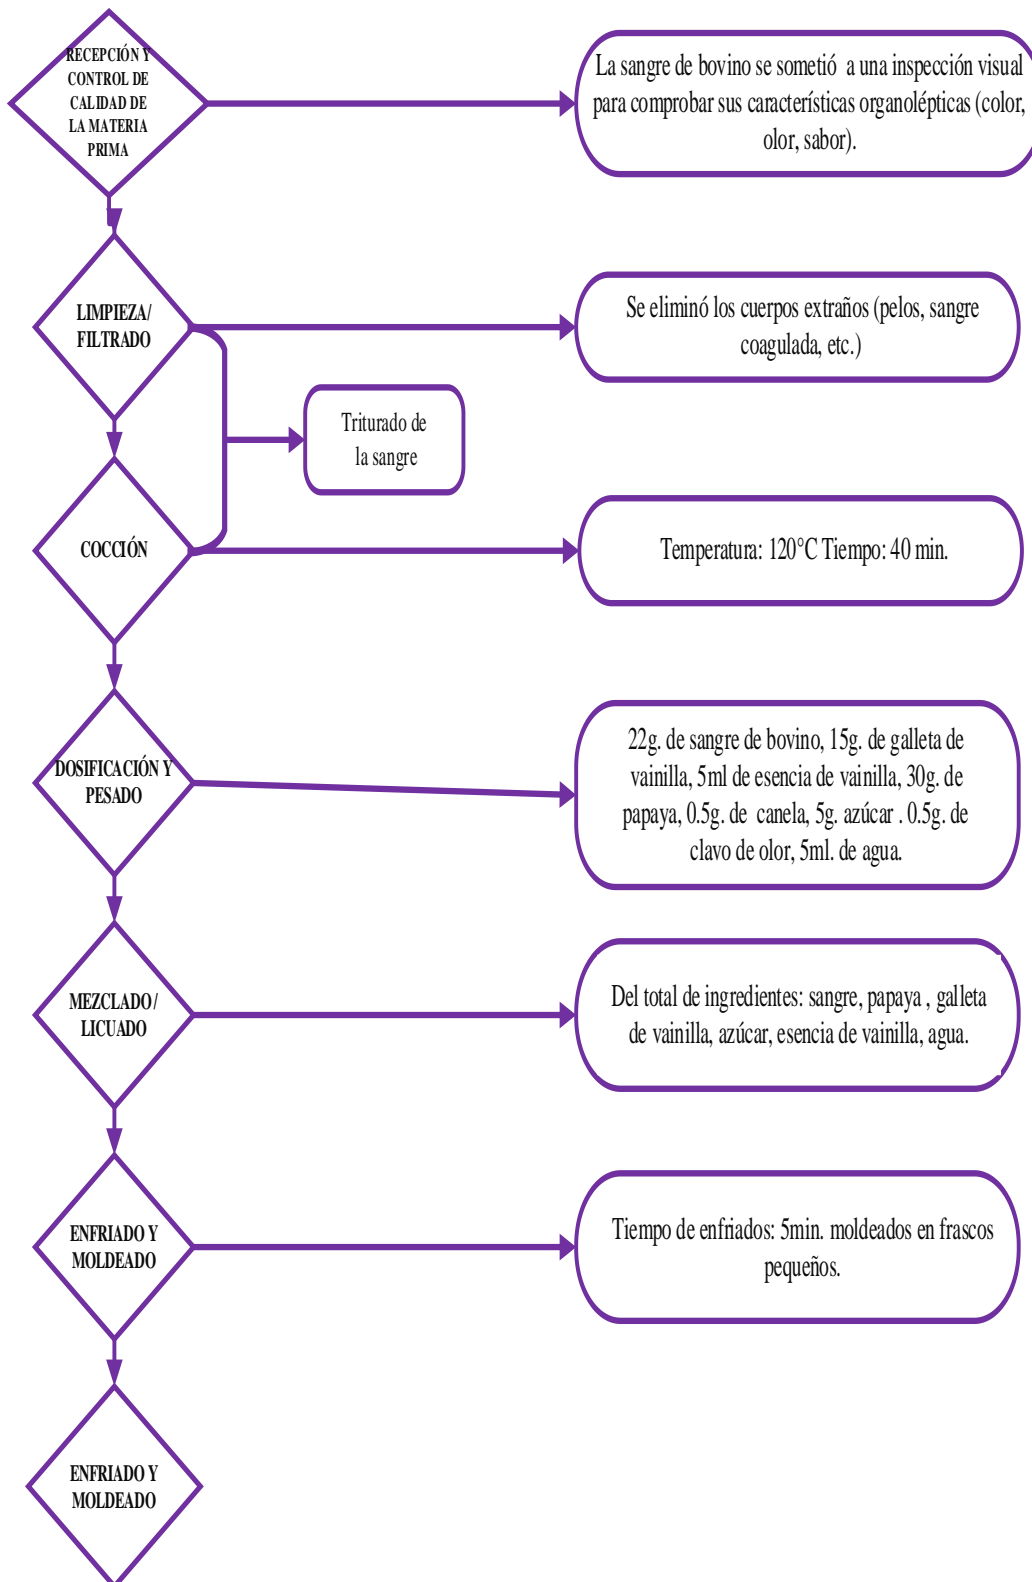 RECEPCIÓN Y
CONTROL DE
CALIDAD DE
LA MATERIA
PRIMA
La sangre de bovino se sometió a una inspección visual
para comprobar sus características organolépticas (color,
olor, sabor).
LIMPIEZA/
FILTRADO
Se eliminó los cuerpos extraños (pelos, sangre
coagulada, etc.)
Triturado de
la sangre
COCCIÓN
Temperatura: 120°C Tiempo: 40 min.
DOSIFICACIÓN Y
PESADO
22g. de sangre de bovino, 15g. de galleta de
vainilla, 5ml de esencia de vainilla, 30g. de
papaya, 0.5g. de canela, 5g. azúcar . 0.5g. de
clavo de olor, 5ml. de agua.
MEZCLADO /
LICUADO
Del total de ingredientes: sangre, papaya , galleta
de vainilla, azúcar, esencia de vainilla, agua.
ENFRIADO Y
MOLDEADO
Tiempo de enfriados: 5min. moldeados en frascos
pequeños.
ENFRIADO Y
MOLDEADO